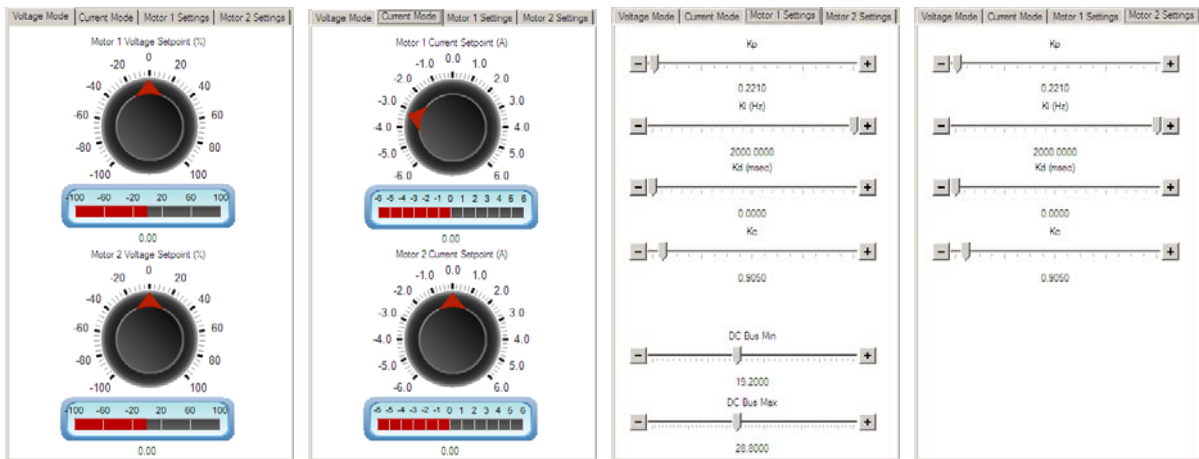 Voltage Mode Current Mode Motor 1 Settings Motor 2 Settings
Motor 1 Voltage Setpoint (%)
0
-20 20
-40 40
-60 60
-80 80
-100 100
-100 -60 -20 20 60 100
0.00
Motor 2 Voltage Setpoint (%)
0
-20 20
-40 40
-60 60
-80 80
-100 100
-100 -60 -20 20 60 100
0.00
Voltage Mode Current Mode Motor 1 Settings Motor 2 Settings
Motor 1 Current Setpoint (A)
-1.0 0.0 1.0
-2.0 2.0
-3.0 3.0
-4.0 4.0
-5.0 5.0
-6.0 6.0
-6 -5 -4 -3 -2 -1 0 1 2 3 4 5 6
0.00
Motor 2 Current Setpoint (A)
-1.0 0.0 1.0
-2.0 2.0
-3.0 3.0
-4.0 4.0
-5.0 5.0
-6.0 6.0
-6 -5 -4 -3 -2 -1 0 1 2 3 4 5 6
0.00
Voltage Mode Current Mode Motor 1 Settings Motor 2 Settings
Kp
- +
0.2210
Ki (Hz)
- +
2000.0000
Kd (msec)
- +
0.0000
Kc
- +
0.9050
DC Bus Min
- +
19.2000
DC Bus Max
- +
28.8000
Voltage Mode Current Mode Motor 1 Settings Motor 2 Settings
Kp
- +
0.2210
Ki (Hz)
- +
2000.0000
Kd (msec)
- +
0.0000
Kc
- +
0.9050